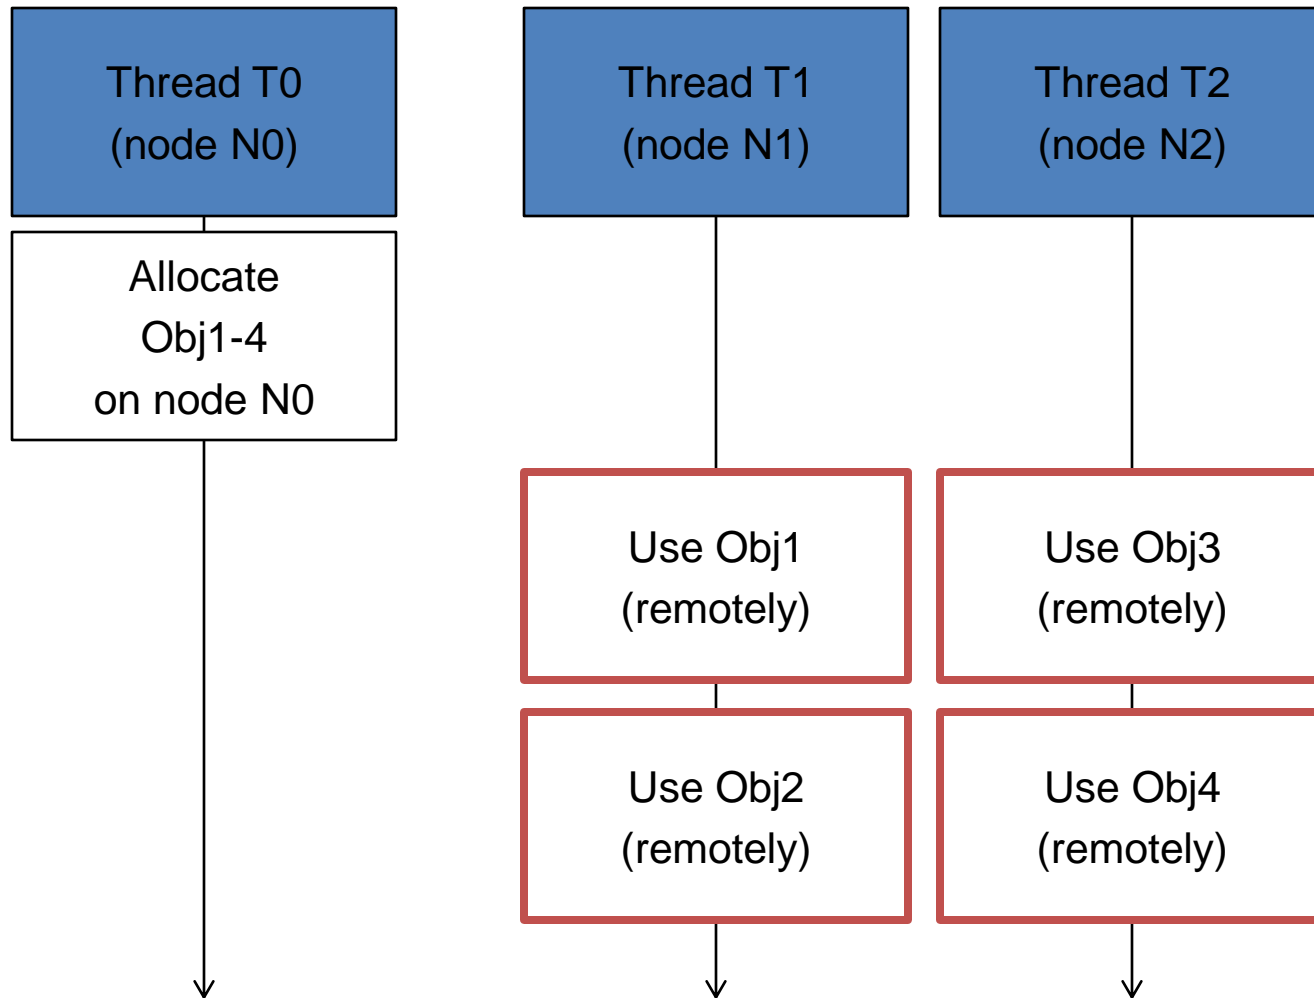 Thread T0
(node N0)
Thread T1
(node N1)
Thread T2
(node N2)
Allocate
Obj1-4
on node N0
Use Obj1
(remotely)
Use Obj3
(remotely)
Use Obj2
(remotely)
Use Obj4
(remotely)